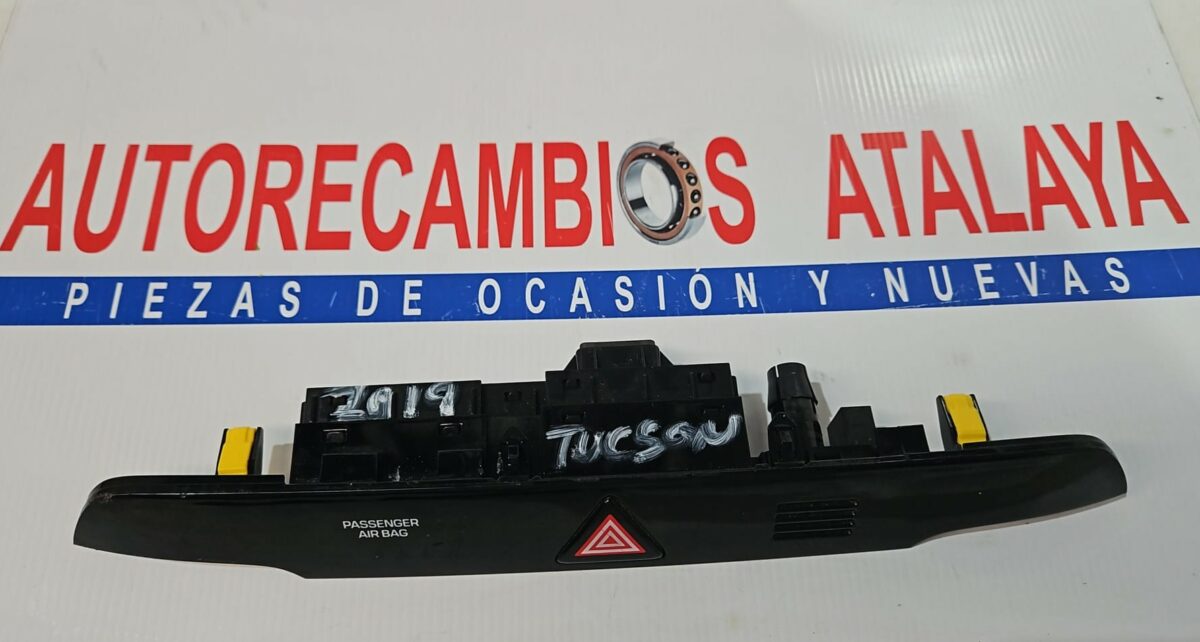 AUTORECAMBIOS ATALAYA
PIEZAS DE OCASIÓN Y NUEVAS
2019
TUCSON
PASSENGER
AIR BAG